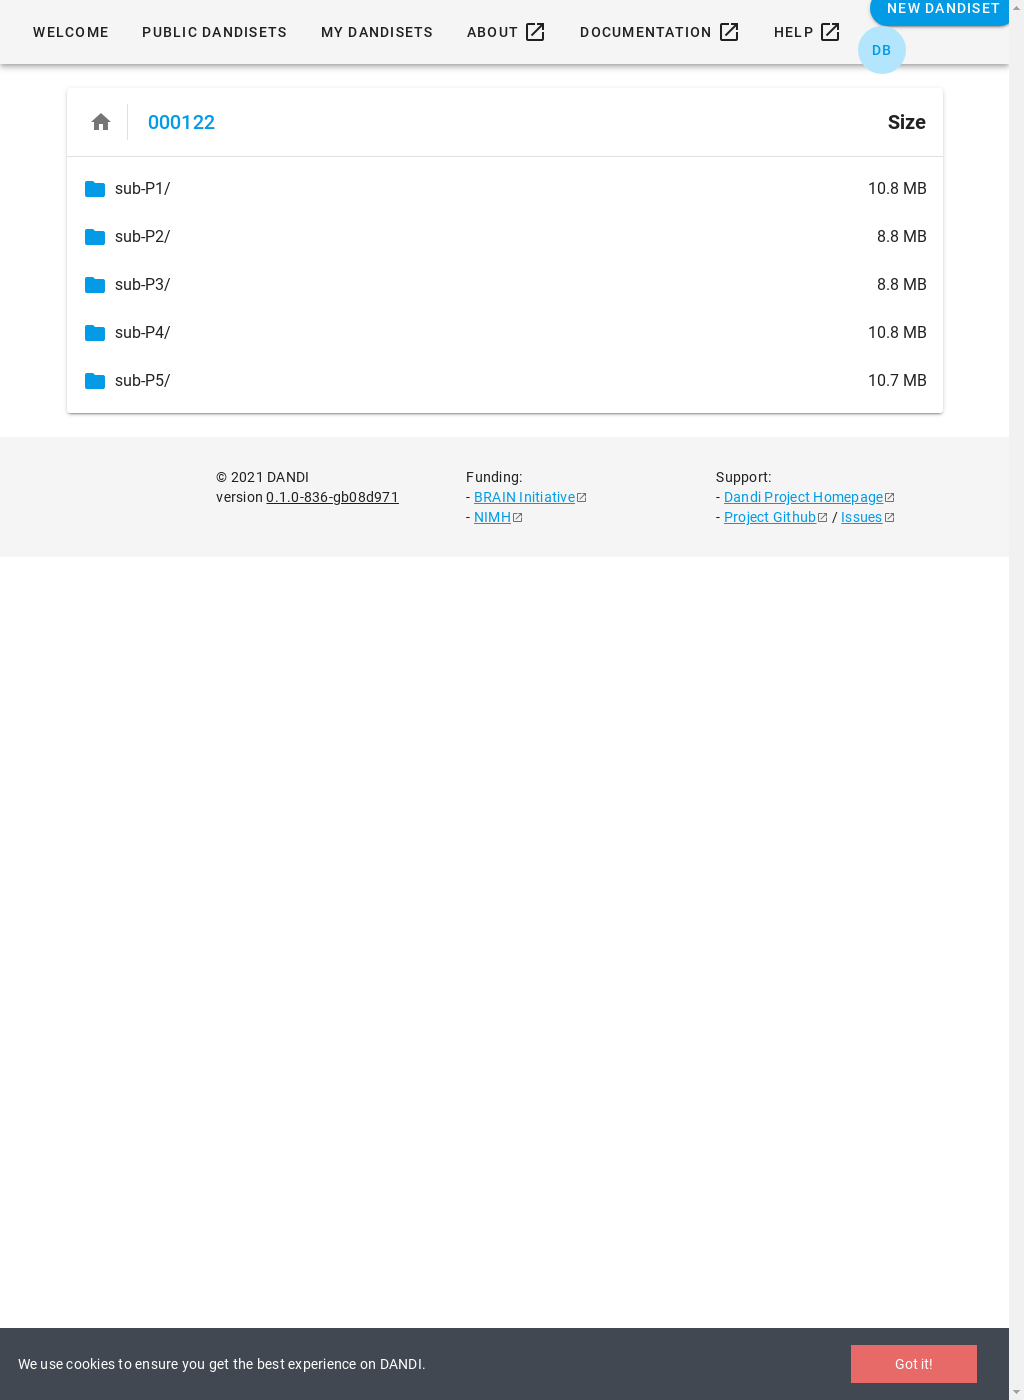 WELCOME PUBLIC DANDISETS MY DANDISETS ABOUT DOCUMENTATION HELP NEW DANDISET
DB
000122 Size
sub-P1/ 10.8 MB
sub-P2/ 8.8 MB
sub-P3/ 8.8 MB
sub-P4/ 10.8 MB
sub-P5/ 10.7 MB
© 2021 DANDI Funding: Support:
version 0.1.0-836-gb08d971 - BRAIN Initiative - Dandi Project Homepage
- NIMH - Project Github / Issues
We use cookies to ensure you get the best experience on DANDI. Got it!